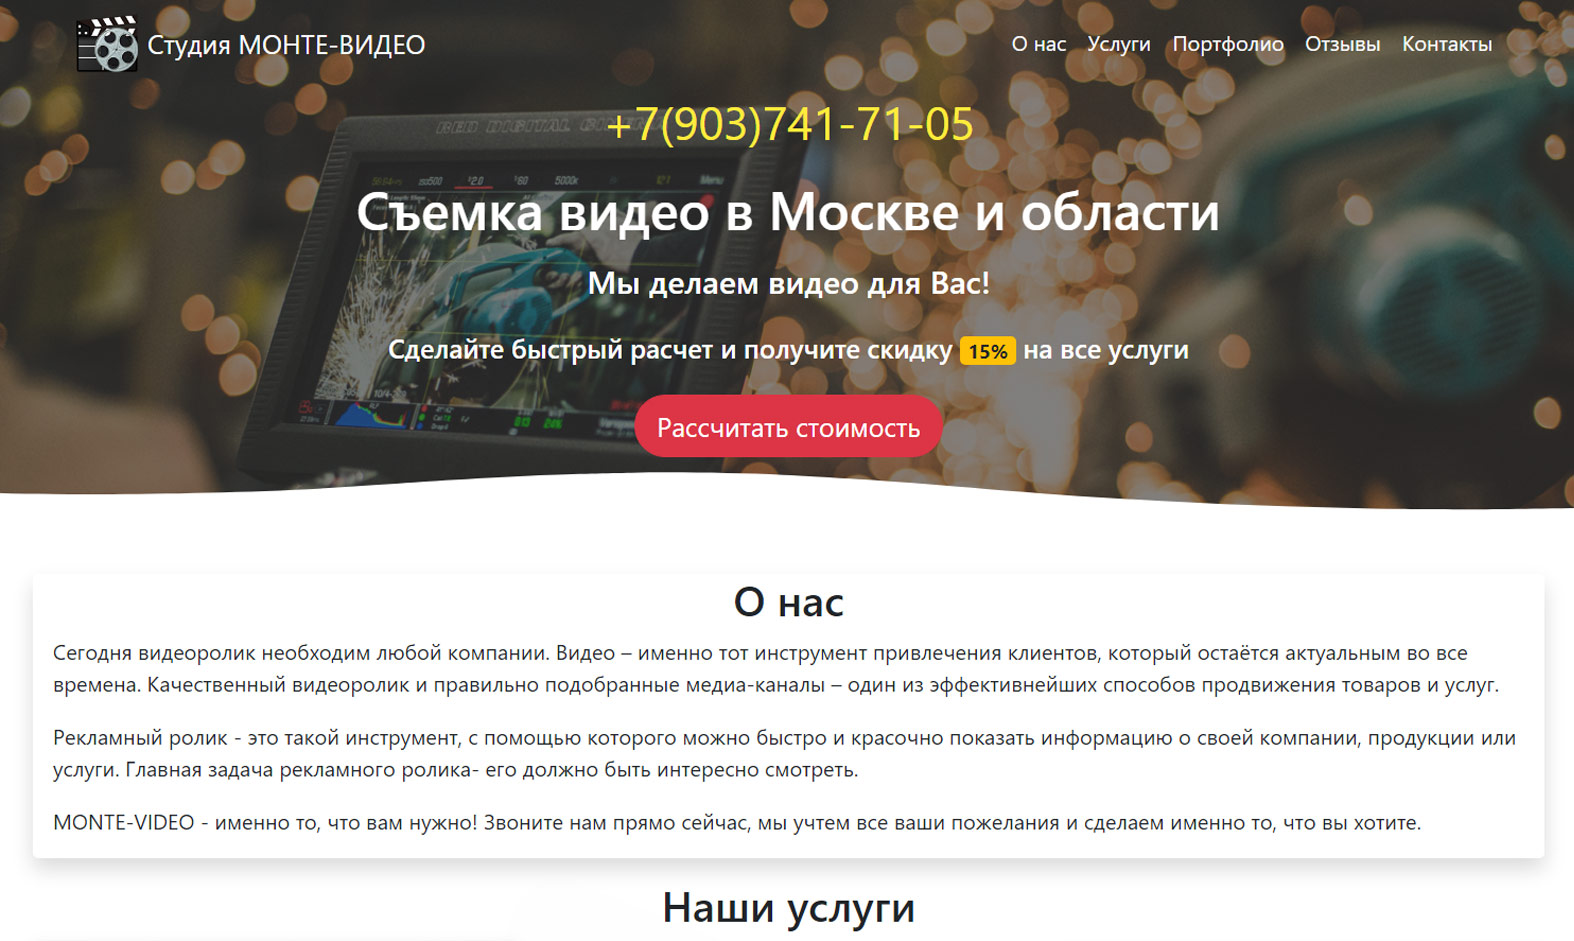 Студия МОНТЕ-ВИДЕО
О нас Услуги Портфолио Отзывы Контакты
+7(903)741-71-05
Съемка видео в Москве и области
Мы делаем видео для Вас!
Сделайте быстрый расчет и получите скидку 15% на все услуги
Рассчитать стоимость
О нас
Сегодня видеоролик необходим любой компании. Видео – именно тот инструмент привлечения клиентов, который остаётся актуальным во все
времена. Качественный видеоролик и правильно подобранные медиа-каналы – один из эффективнейших способов продвижения товаров и услуг.
Рекламный ролик - это такой инструмент, с помощью которого можно быстро и красочно показать информацию о своей компании, продукции или
услуги. Главная задача рекламного ролика- его должно быть интересно смотреть.
MONTE-VIDEO - именно то, что вам нужно! Звоните нам прямо сейчас, мы учтем все ваши пожелания и сделаем именно то, что вы хотите.
Наши услуги